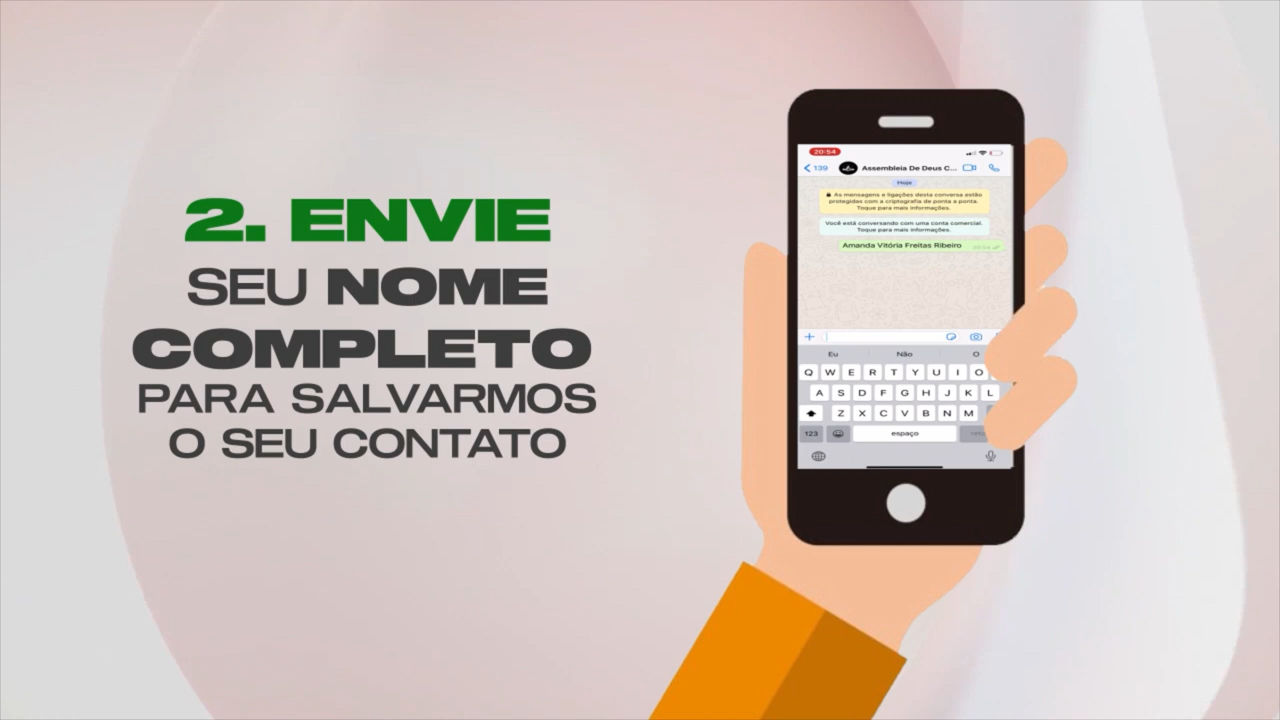 2. ENVIE
SEU NOME
COMPLETO
PARA SALVARMOS
O SEU CONTATO
20:54
139
Assembleia De Deus C...
Hoje
As mensagens e ligações desta conversa estão
protegidas com a criptografia de ponta a ponta.
Toque para mais informações.
Você está conversando com uma conta comercial.
Toque para mais informações.
Amanda Vitória Freitas Ribeiro 20:54
Eu Não O
Q W E R T Y U I O
A S D F G H J K L
Z X C V B N M
123 espaço